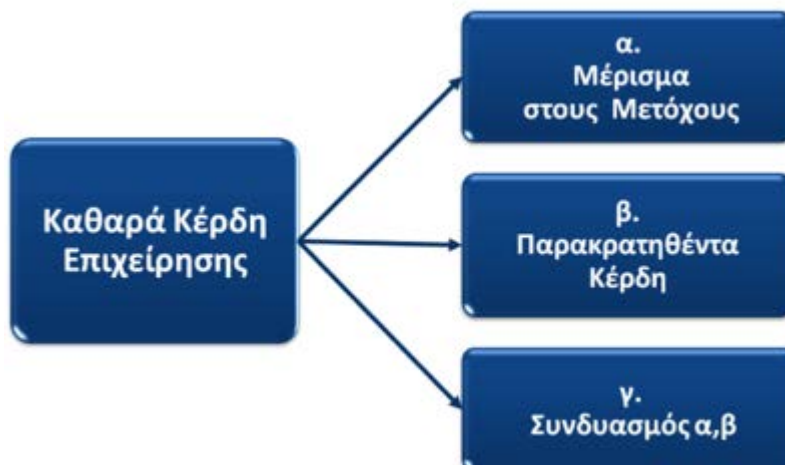 Καθαρά Κέρδη
Επιχείρησης
α.
Μέρισμα
στους Μετόχους
β.
Παρακρατηθέντα
Κέρδη
γ.
Συνδυασμός α,β